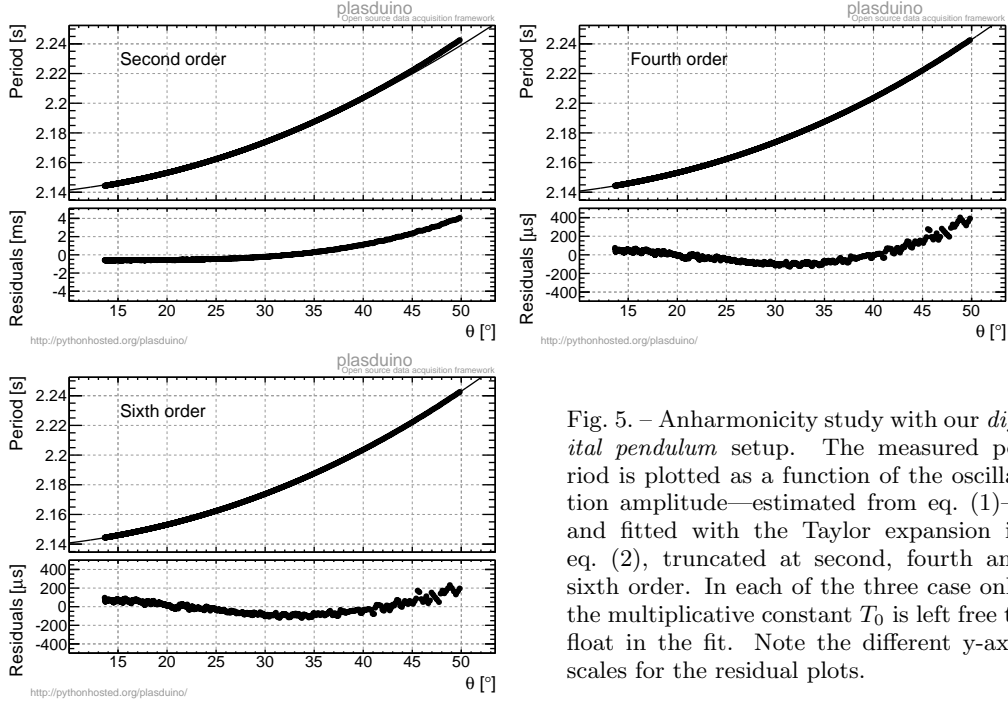 plasduino
Open source data acquisition framework
Period [s]
Second order
2.24
2.22
2.2
2.18
2.16
2.14
Residuals [ms]
4
2
0
-2
-4
15 20 25 30 35 40 45 50
θ [°]
http://pythonhosted.org/plasduino/
plasduino
Open source data acquisition framework
Period [s]
Fourth order
2.24
2.22
2.2
2.18
2.16
2.14
Residuals [µs]
400
200
0
-200
-400
15 20 25 30 35 40 45 50
θ [°]
http://pythonhosted.org/plasduino/
plasduino
Open source data acquisition framework
Period [s]
Sixth order
2.24
2.22
2.2
2.18
2.16
2.14
Residuals [µs]
400
200
0
-200
-400
15 20 25 30 35 40 45 50
θ [°]
http://pythonhosted.org/plasduino/
Fig. 5. – Anharmonicity study with our dig
ital pendulum setup. The measured pe
riod is plotted as a function of the oscilla
tion amplitude—estimated from eq. (1)—
and fitted with the Taylor expansion i
eq. (2), truncated at second, fourth an
sixth order. In each of the three case onl
the multiplicative constant T0 is left free t
float in the fit. Note the different y-ax
scales for the residual plots.